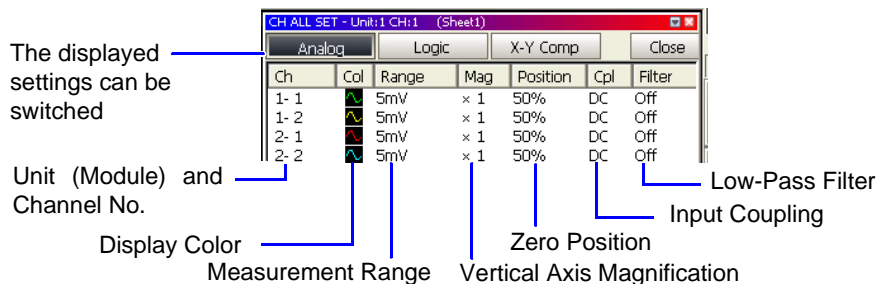 CH ALL SET - Unit:1 CH:1 (Sheet1)
Analog Logic X-Y Comp Close
The displayed
settings can be
switched
Ch Col Range Mag Position Cpl Filter
1- 1 5mV × 1 50% DC Off
1- 2 5mV × 1 50% DC Off
2- 1 5mV × 1 50% DC Off
2- 2 5mV × 1 50% DC Off
Unit (Module) and
Channel No.
Low-Pass Filter
Input Coupling
Display Color
Zero Position
Measurement Range
Vertical Axis Magnification